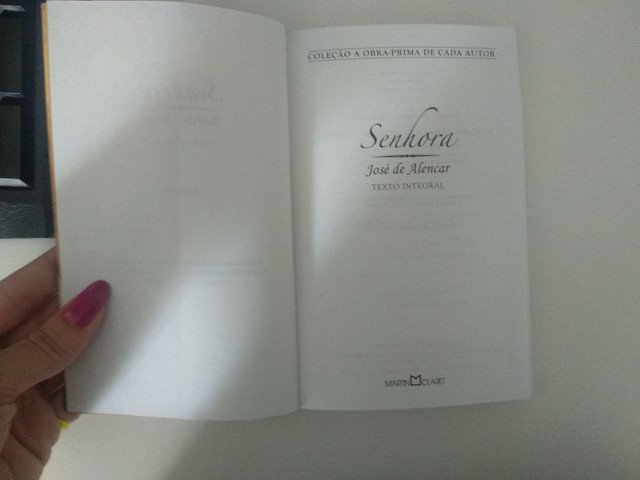 COLEÇÃO A OBRA-PRIMA DE CADA AUTOR
Senhora
José de Alencar
TEXTO INTEGRAL
MARTIN CLARET